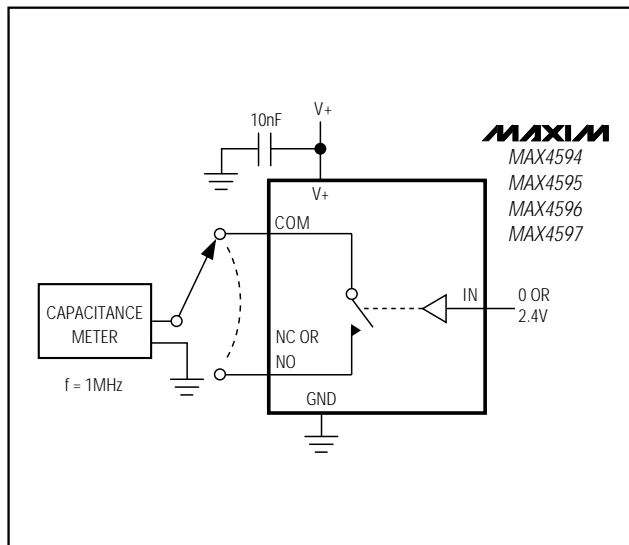 10nF
V+
MAXIM
MAX4594
MAX4595
MAX4596
MAX4597
V+
COM
IN
0 OR
2.4V
CAPACITANCE
METER
NC OR
NO
f = 1MHz
GND